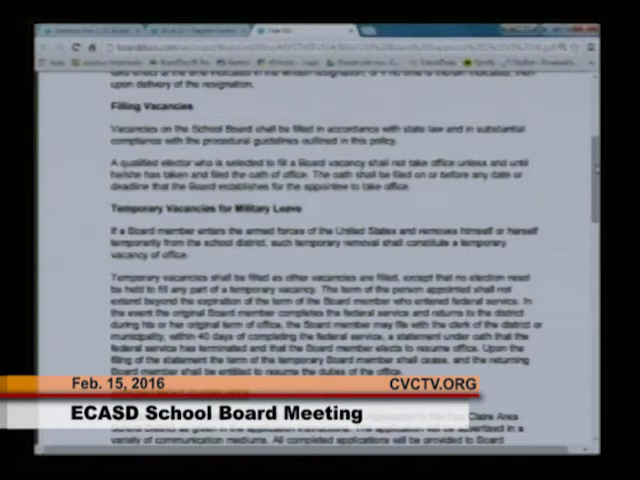 upon delivery of the resignation.
Filling Vacancies
Vacancies on the School Board shall be filled in accordance with state law and in substantial
compliance with the procedural guidelines outlined in this policy.
A qualified elector who is selected to fill a Board vacancy shall not take office unless and until
he/she has taken and filed the oath of office. The oath shall be filed on or before any date or
deadline that the Board establishes for the appointee to take office.
Temporary Vacancies for Military Leave
If a Board member enters the armed forces of the United States and removes himself or herself
temporarily from the school district, such temporary removal shall constitute a temporary
vacancy of office.
Temporary vacancies shall be filled as other vacancies are filled, except that no election need
be held to fill any part of a temporary vacancy. The term of the person appointed shall not
extend beyond the expiration of the term of the Board member who entered federal service. In
the event the original Board member completes the federal service and returns to the district
during his or her original term of office, the Board member may file with the clerk of the district or
municipality, within 40 days of completing the federal service, a statement under oath that the
federal service has terminated and that the Board member elects to resume office. Upon the
filing of the statement the term of the temporary Board member shall cease, and the returning
Board member shall be entitled to resume the duties of the office.
Feb. 15, 2016 CVCTV.ORG
ECASD School Board Meeting
Claire Area
variety of communication mediums. All completed applications will be provided to Board